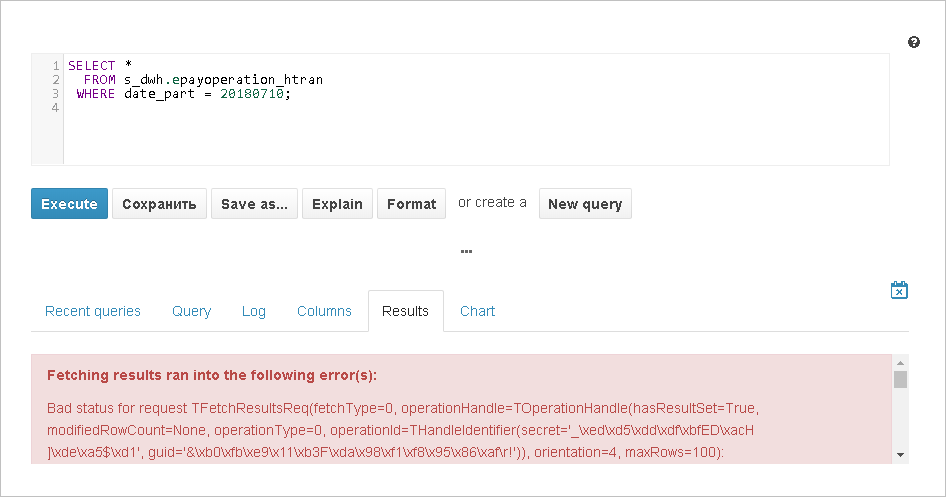 1 SELECT *
2 FROM s_dwh.epayoperation_htran
3 WHERE date_part = 20180710;
4
Execute Сохранить Save as... Explain Format or create a New query
...
Recent queries Query Log Columns Results Chart
Fetching results ran into the following error(s):
Bad status for request TFetchResultsReq(fetchType=0, operationHandle=TOperationHandle(hasResultSet=True,
modifiedRowCount=None, operationType=0, operationId=THandleIdentifier(secret='_\xed\xd5\xdd\xdf\xbfED\xacH
]\xde\xa5$\xd1', guid='&\xb0\xfb\xe9\x11\xb3F\xda\x98\xf1\xf8\x95\x86\xaf\r!')), orientation=4, maxRows=100):